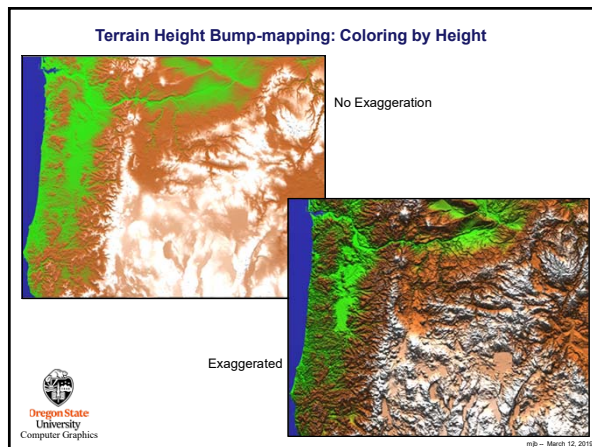 Terrain Height Bump-mapping: Coloring by Height
No Exaggeration
Exaggerated
Oregon State
University
Computer Graphics
mjb – March 12, 2019